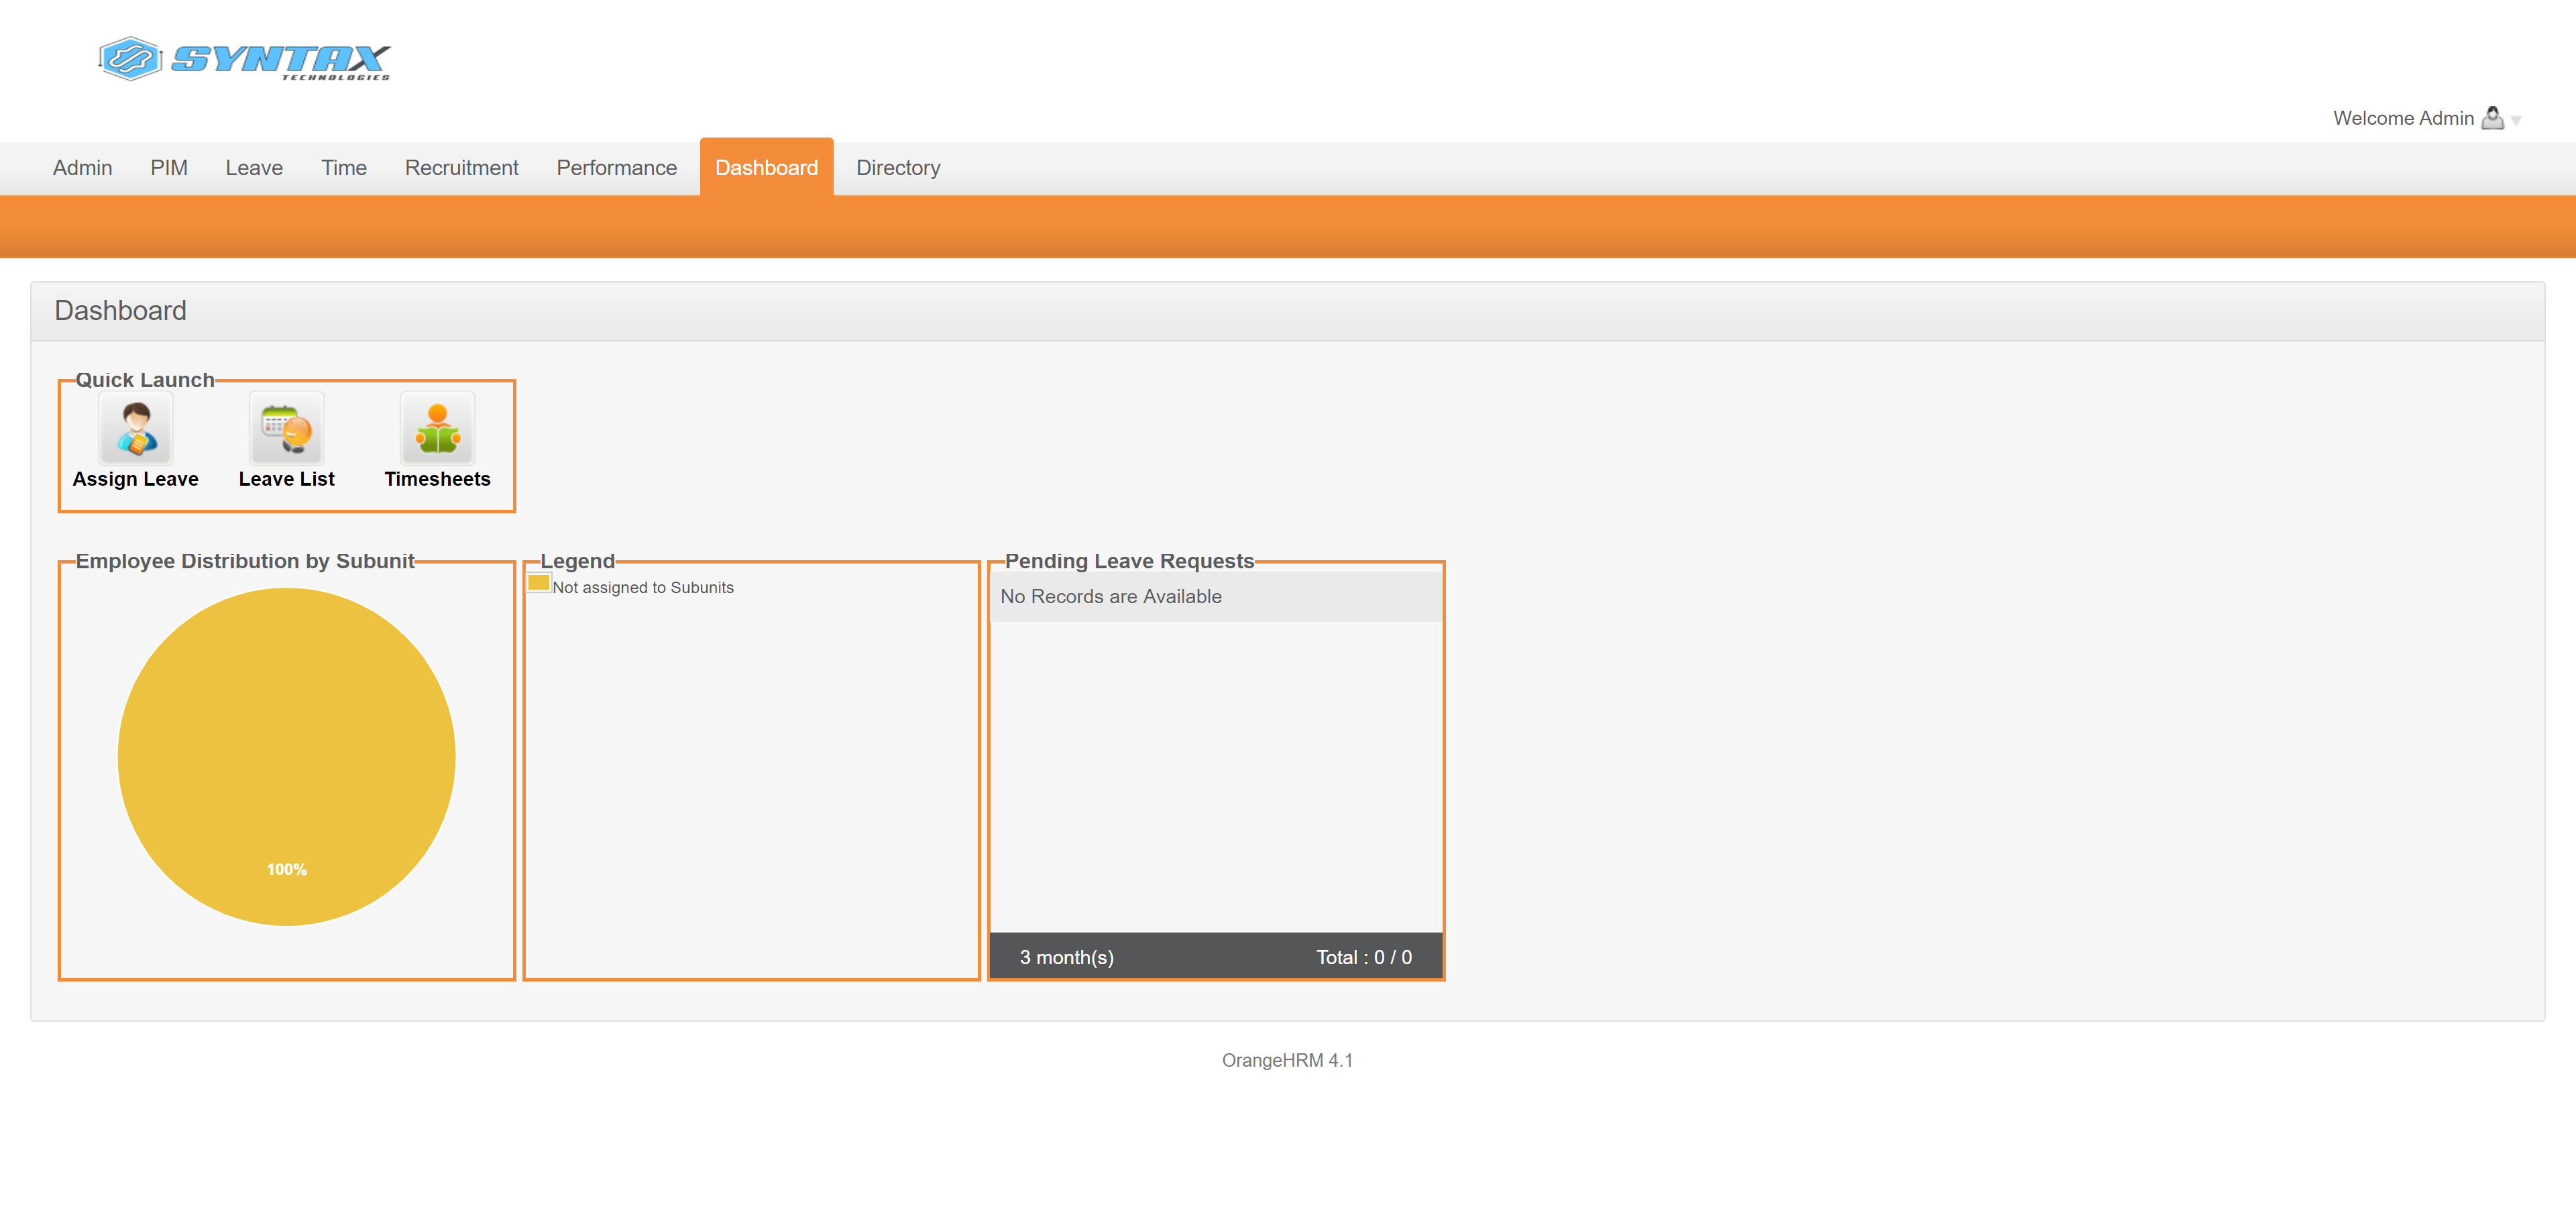 SYNTAX
TECHNOLOGIES
Welcome Admin
Admin PIM Leave Time Recruitment Performance Dashboard Directory
Dashboard
Quick Launch
Assign Leave Leave List Timesheets
Employee Distribution by Subunit
100%
Legend
Not assigned to Subunits
Pending Leave Requests
No Records are Available
3 month(s) Total : 0 / 0
OrangeHRM 4.1